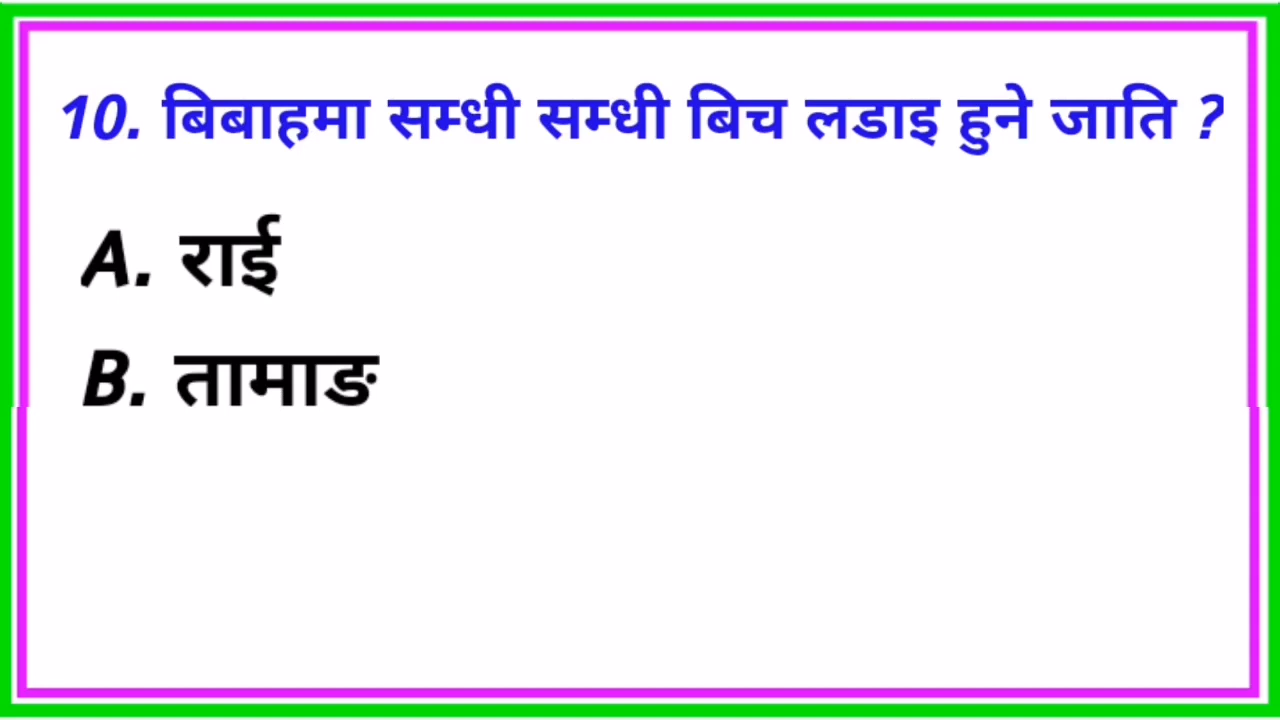 10. बिबाहमा सम्धी सम्धी बिच लडाइ हुने जाति ?
A. राई
B. तामाङ